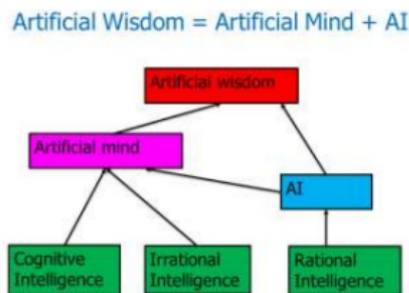 Artificial Wisdom = Artificial Mind + AI
Artificial wisdom
Artificial mind
AI
Cognitive
Intelligence
Irrational
Intelligence
Rational
Intelligence